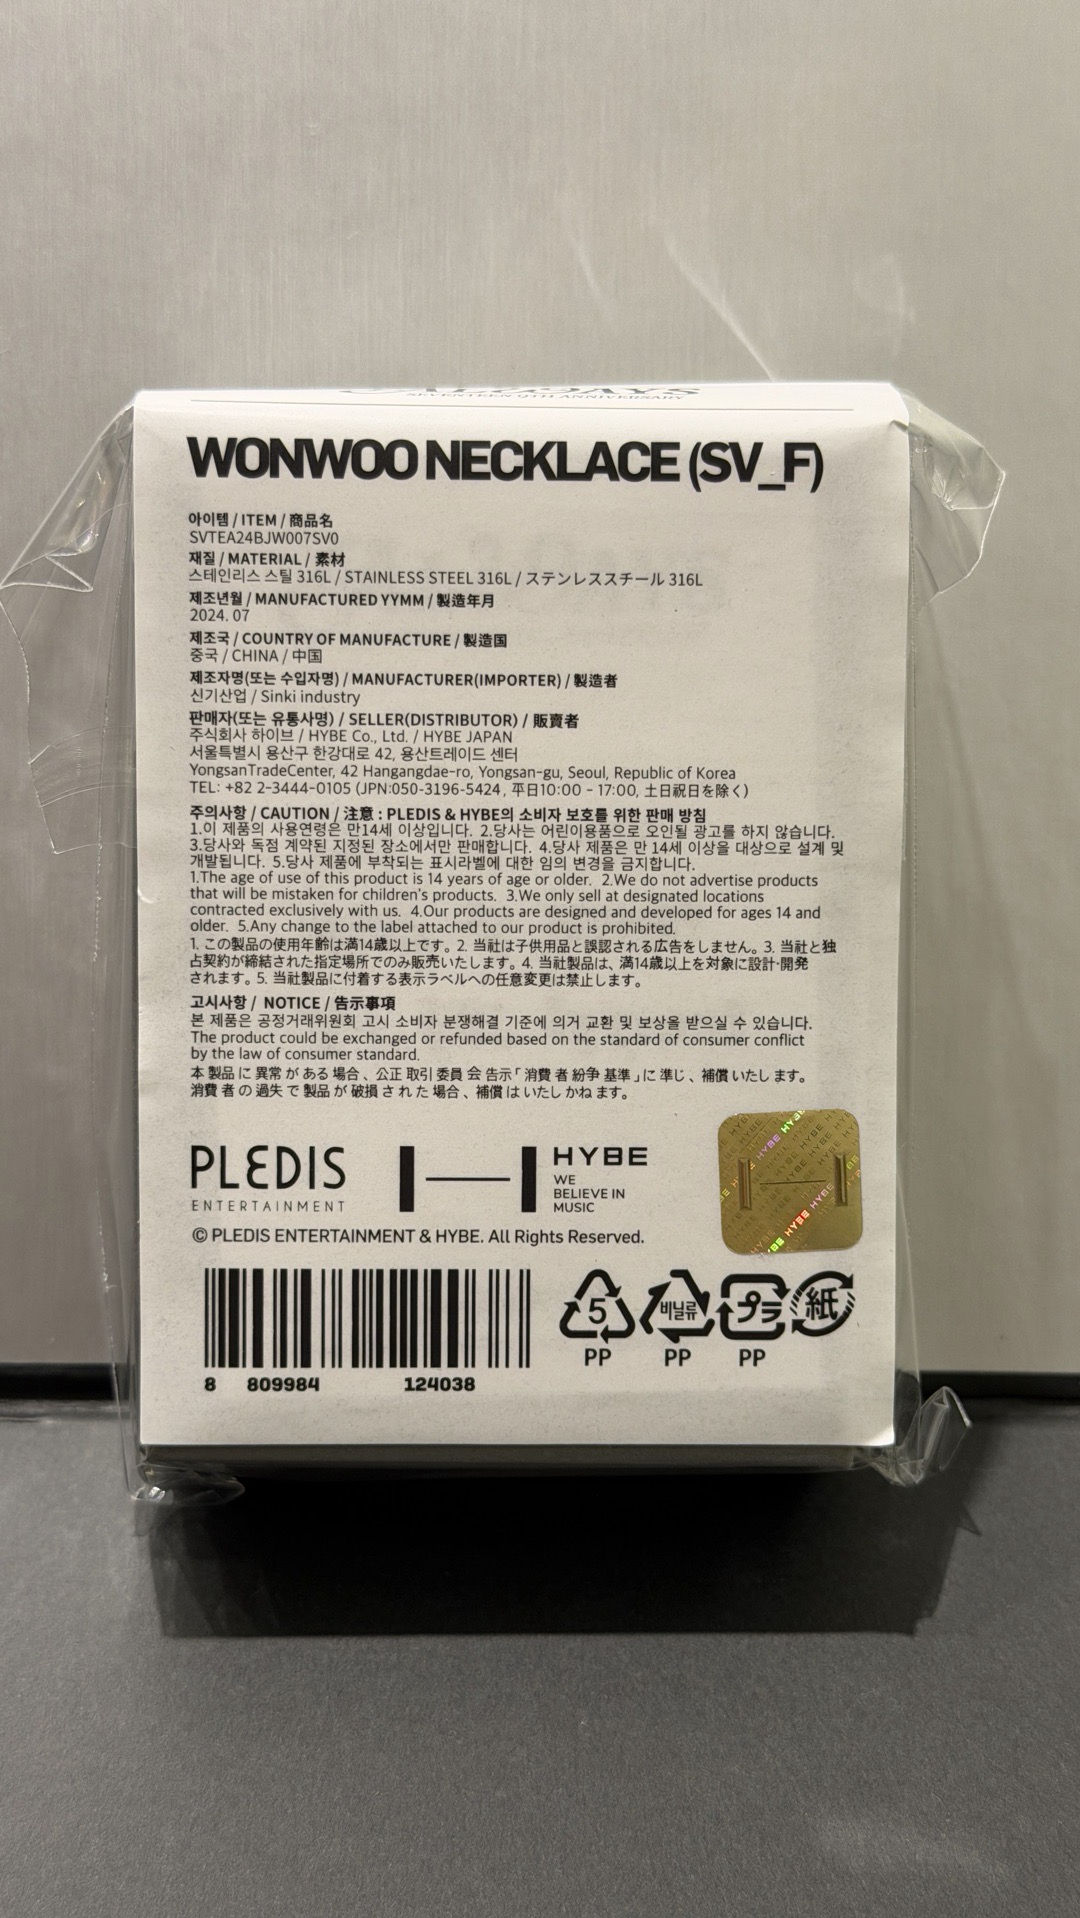 SEVENTEEN 9TH ANNIVERSARY
WONWOO NECKLACE (SV_F)
아이템 / ITEM / 商品名
SVTEA24BJW007SV0
재질 / MATERIAL / 素材
스테인리스 스틸 316L / STAINLESS STEEL 316L / ステンレススチール 316L
제조년월 / MANUFACTURED YYMM / 製造年月
2024. 07
제조국 / COUNTRY OF MANUFACTURE / 製造国
중국 / CHINA / 中国
제조자명(또는 수입자명) / MANUFACTURER(IMPORTER) / 製造者
신기산업 / Sinki industry
판매자(또는 유통사명) / SELLER(DISTRIBUTOR) / 販賣者
주식회사 하이브 / HYBE Co., Ltd. / HYBE JAPAN
서울특별시 용산구 한강대로 42, 용산트레이드 센터
YongsanTradeCenter, 42 Hangangdae-ro, Yongsan-gu, Seoul, Republic of Korea
TEL: +82 2-3444-0105 (JPN:050-3196-5424, 平日10:00 - 17:00, 土日祝日を除く)
주의사항 / CAUTION / 注意 : PLEDIS & HYBE의 소비자 보호를 위한 판매 방침
1.이 제품의 사용연령은 만14세 이상입니다. 2.당사는 어린이용품으로 오인될 광고를 하지 않습니다.
3.당사와 독점 계약된 지정된 장소에서만 판매합니다. 4.당사 제품은 만 14세 이상을 대상으로 설계 및
개발됩니다. 5.당사 제품에 부착되는 표시라벨에 대한 임의 변경을 금지합니다.
1.The age of use of this product is 14 years of age or older. 2.We do not advertise products
that will be mistaken for children's products. 3.We only sell at designated locations
contracted exclusively with us. 4.Our products are designed and developed for ages 14 and
older. 5.Any change to the label attached to our product is prohibited.
1. この製品の使用年齢は満14歳以上です。2. 当社は子供用品と誤認される広告をしません。3. 当社と独
占契約が締結された指定場所でのみ販売いたします。4. 当社製品は、満14歳以上を対象に設計·開発
されます。5. 当社製品に付着する表示ラベルへの任意変更は禁止します。
고시사항 / NOTICE / 告示事項
본 제품은 공정거래위원회 고시 소비자 분쟁해결 기준에 의거 교환 및 보상을 받으실 수 있습니다.
The product could be exchanged or refunded based on the standard of consumer conflict
by the law of consumer standard.
本製品に異常がある場合、公正取引委員会告示「消費者紛争基準」に準じ、補償いたします。
消費者の過失で製品が破損された場合、補償はいたしかねます。
PLEDIS
ENTERTAINMENT
HYBE
WE
BELIEVE IN
MUSIC
© PLEDIS ENTERTAINMENT & HYBE. All Rights Reserved.
8 809984 124038
5 비닐류 プラ 紙
PP PP PP